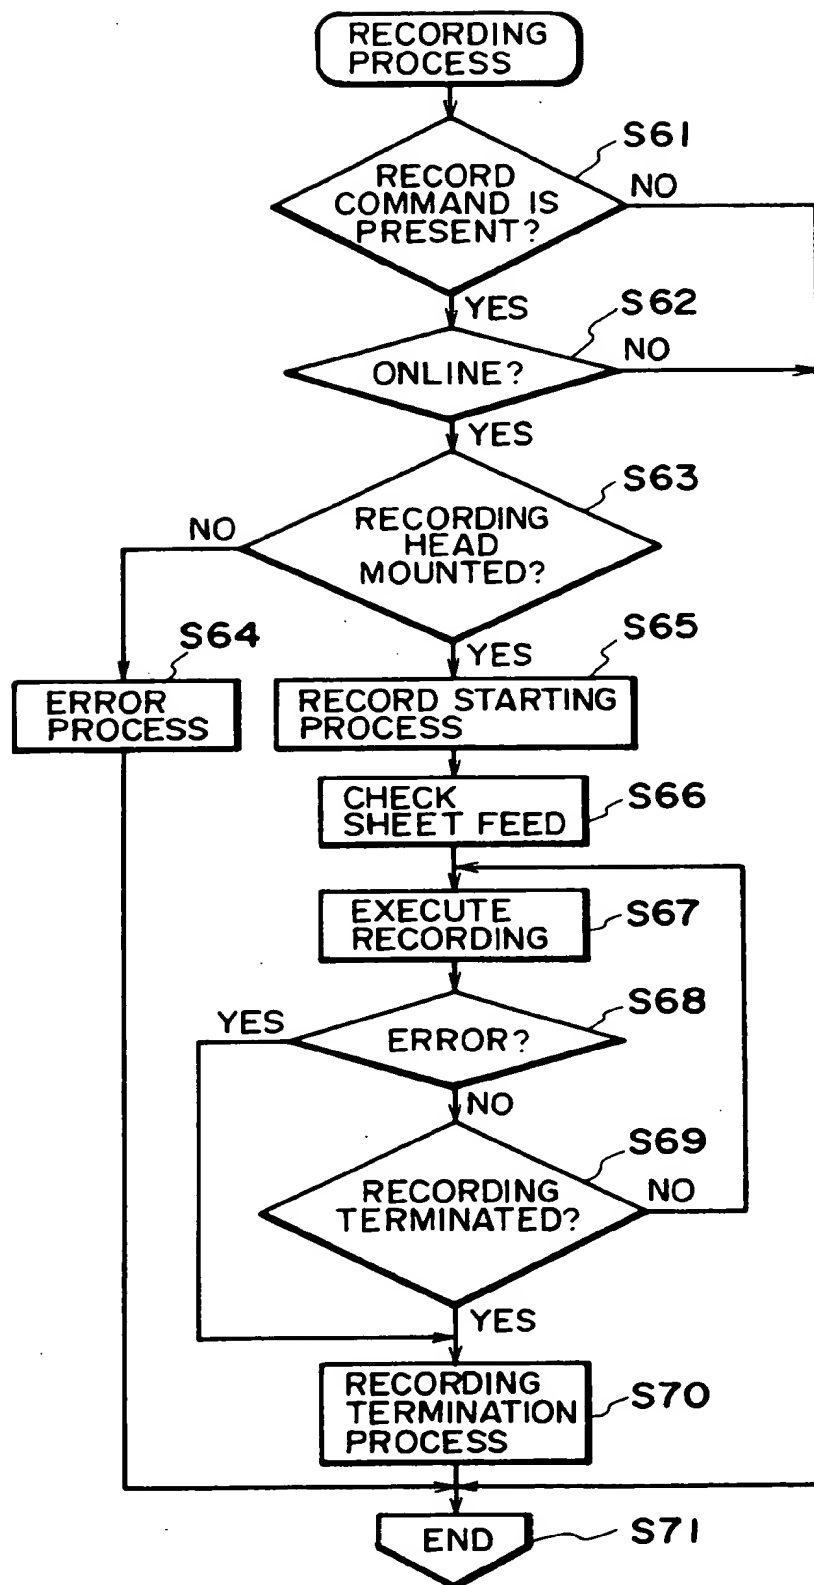 RECORDING
PROCESS
S61
RECORD
COMMAND IS
PRESENT?
NO
YES
S62
ONLINE?
NO
YES
S63
RECORDING
HEAD
MOUNTED?
NO
YES
S64
ERROR
PROCESS
S65
RECORD STARTING
PROCESS
CHECK
SHEET FEED
S66
EXECUTE
RECORDING
S67
S68
YES
ERROR?
NO
S69
RECORDING
TERMINATED?
NO
YES
RECORDING
TERMINATION
PROCESS
S70
END
S71